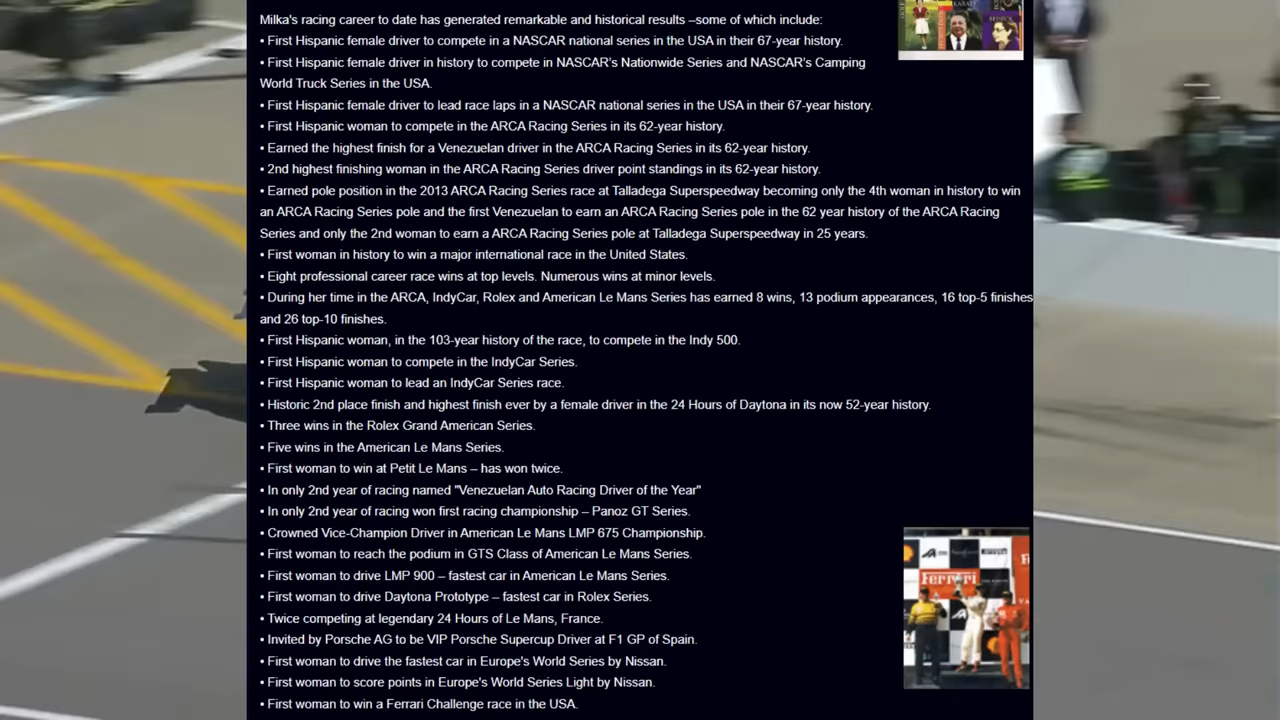 Milka's racing career to date has generated remarkable and historical results –some of which include:
• First Hispanic female driver to compete in a NASCAR national series in the USA in their 67-year history.
• First Hispanic female driver in history to compete in NASCAR's Nationwide Series and NASCAR's Camping
World Truck Series in the USA.
• First Hispanic female driver to lead race laps in a NASCAR national series in the USA in their 67-year history.
• First Hispanic woman to compete in the ARCA Racing Series in its 62-year history.
• Earned the highest finish for a Venezuelan driver in the ARCA Racing Series in its 62-year history.
• 2nd highest finishing woman in the ARCA Racing Series driver point standings in its 62-year history.
• Earned pole position in the 2013 ARCA Racing Series race at Talladega Superspeedway becoming only the 4th woman in history to win
an ARCA Racing Series pole and the first Venezuelan to earn an ARCA Racing Series pole in the 62 year history of the ARCA Racing
Series and only the 2nd woman to earn a ARCA Racing Series pole at Talladega Superspeedway in 25 years.
• First woman in history to win a major international race in the United States.
• Eight professional career race wins at top levels. Numerous wins at minor levels.
• During her time in the ARCA, IndyCar, Rolex and American Le Mans Series has earned 8 wins, 13 podium appearances, 16 top-5 finishes
and 26 top-10 finishes.
• First Hispanic woman, in the 103-year history of the race, to compete in the Indy 500.
• First Hispanic woman to compete in the IndyCar Series.
• First Hispanic woman to lead an IndyCar Series race.
• Historic 2nd place finish and highest finish ever by a female driver in the 24 Hours of Daytona in its now 52-year history.
• Three wins in the Rolex Grand American Series.
• Five wins in the American Le Mans Series.
• First woman to win at Petit Le Mans – has won twice.
• In only 2nd year of racing named "Venezuelan Auto Racing Driver of the Year"
• In only 2nd year of racing won first racing championship – Panoz GT Series.
• Crowned Vice-Champion Driver in American Le Mans LMP 675 Championship.
• First woman to reach the podium in GTS Class of American Le Mans Series.
• First woman to drive LMP 900 – fastest car in American Le Mans Series.
• First woman to drive Daytona Prototype – fastest car in Rolex Series.
• Twice competing at legendary 24 Hours of Le Mans, France.
• Invited by Porsche AG to be VIP Porsche Supercup Driver at F1 GP of Spain.
• First woman to drive the fastest car in Europe's World Series by Nissan.
• First woman to score points in Europe's World Series Light by Nissan.
• First woman to win a Ferrari Challenge race in the USA.
Ferrari